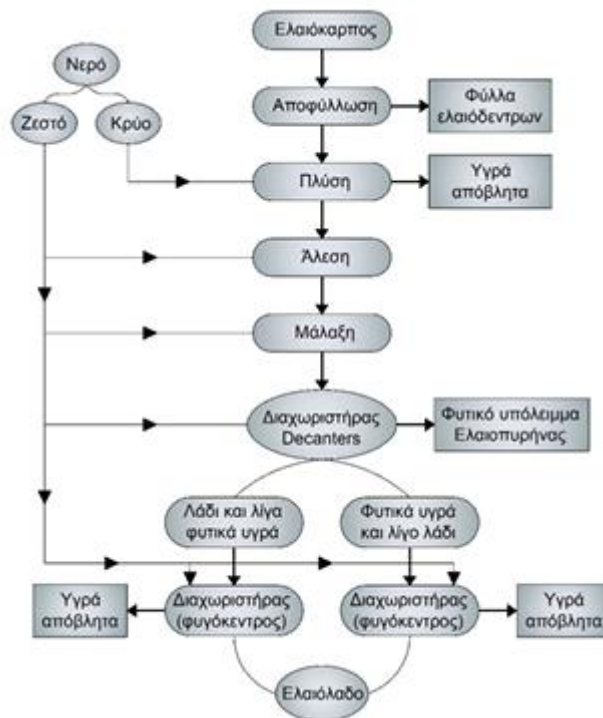 Ελαιόκαρπος
Νερό
Ζεστό
Κρύο
Αποφύλλωση
Φύλλα
ελαιόδεντρων
Πλύση
Υγρά
απόβλητα
Άλεση
Μάλαξη
Διαχωριστήρας
Decanters
Φυτικό υπόλειμμα
Ελαιοπυρήνας
Λάδι και λίγα
φυτικά υγρά
Φυτικά υγρά
και λίγο λάδι
Υγρά
απόβλητα
Διαχωριστήρας
(φυγόκεντρος)
Διαχωριστήρας
(φυγόκεντρος)
Υγρά
απόβλητα
Ελαιόλαδο